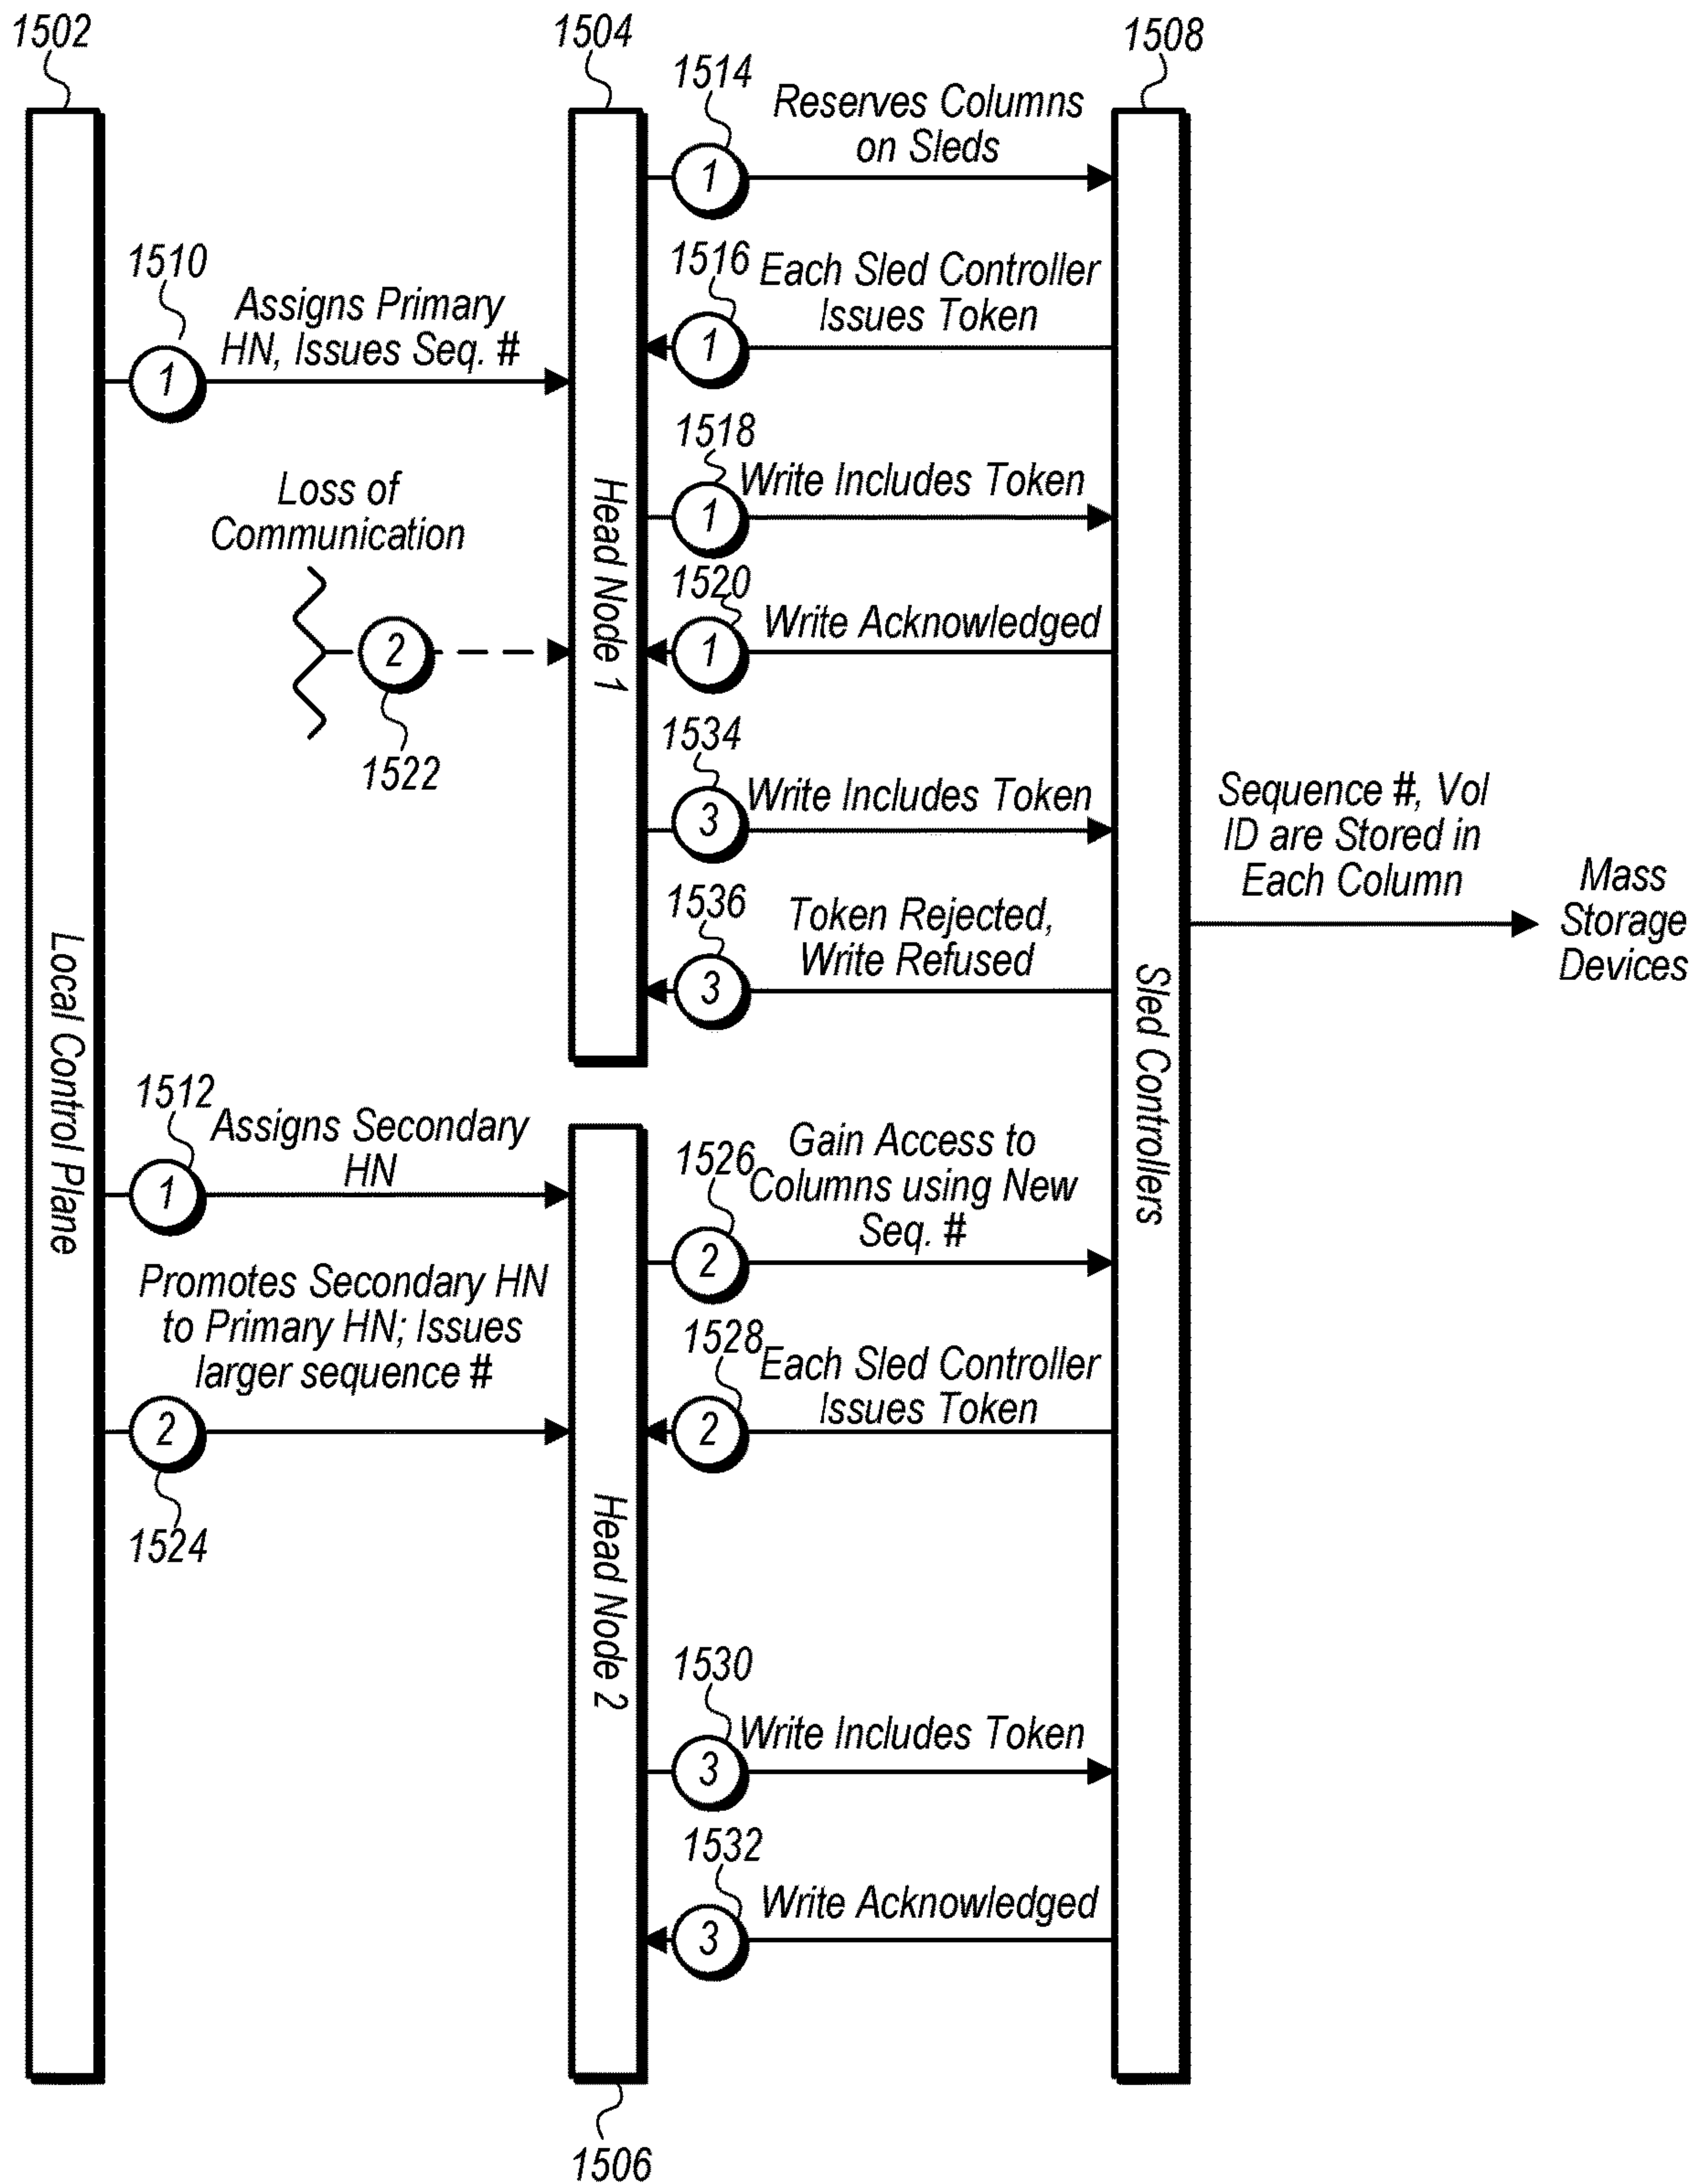 1502
1504
1508
1514
Reserves Columns
on Sleds
1
1510
Assigns Primary
HN, Issues Seq. #
1
1516
Each Sled Controller
Issues Token
1
1518
Write Includes Token
1
Loss of
Communication
2
1522
1520
Write Acknowledged
1
Head Node 1
1534
Write Includes Token
3
1536
Token Rejected,
Write Refused
3
Sequence #, Vol
ID are Stored in
Each Column
Mass
Storage
Devices
Local Control Plane
Sled Controllers
1512
Assigns Secondary
HN
1
1526
Gain Access to
Columns using New
Seq. #
2
Promotes Secondary HN
to Primary HN; Issues
larger sequence #
2
1524
1528
Each Sled Controller
Issues Token
2
Head Node 2
1530
Write Includes Token
3
1532
Write Acknowledged
3
1506